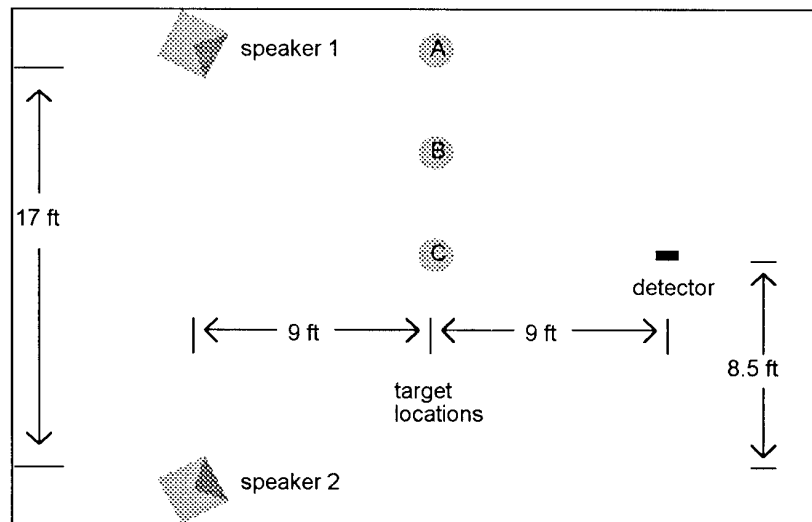 speaker 1
A
B
17 ft
C
detector
9 ft
9 ft
8.5 ft
target
locations
speaker 2